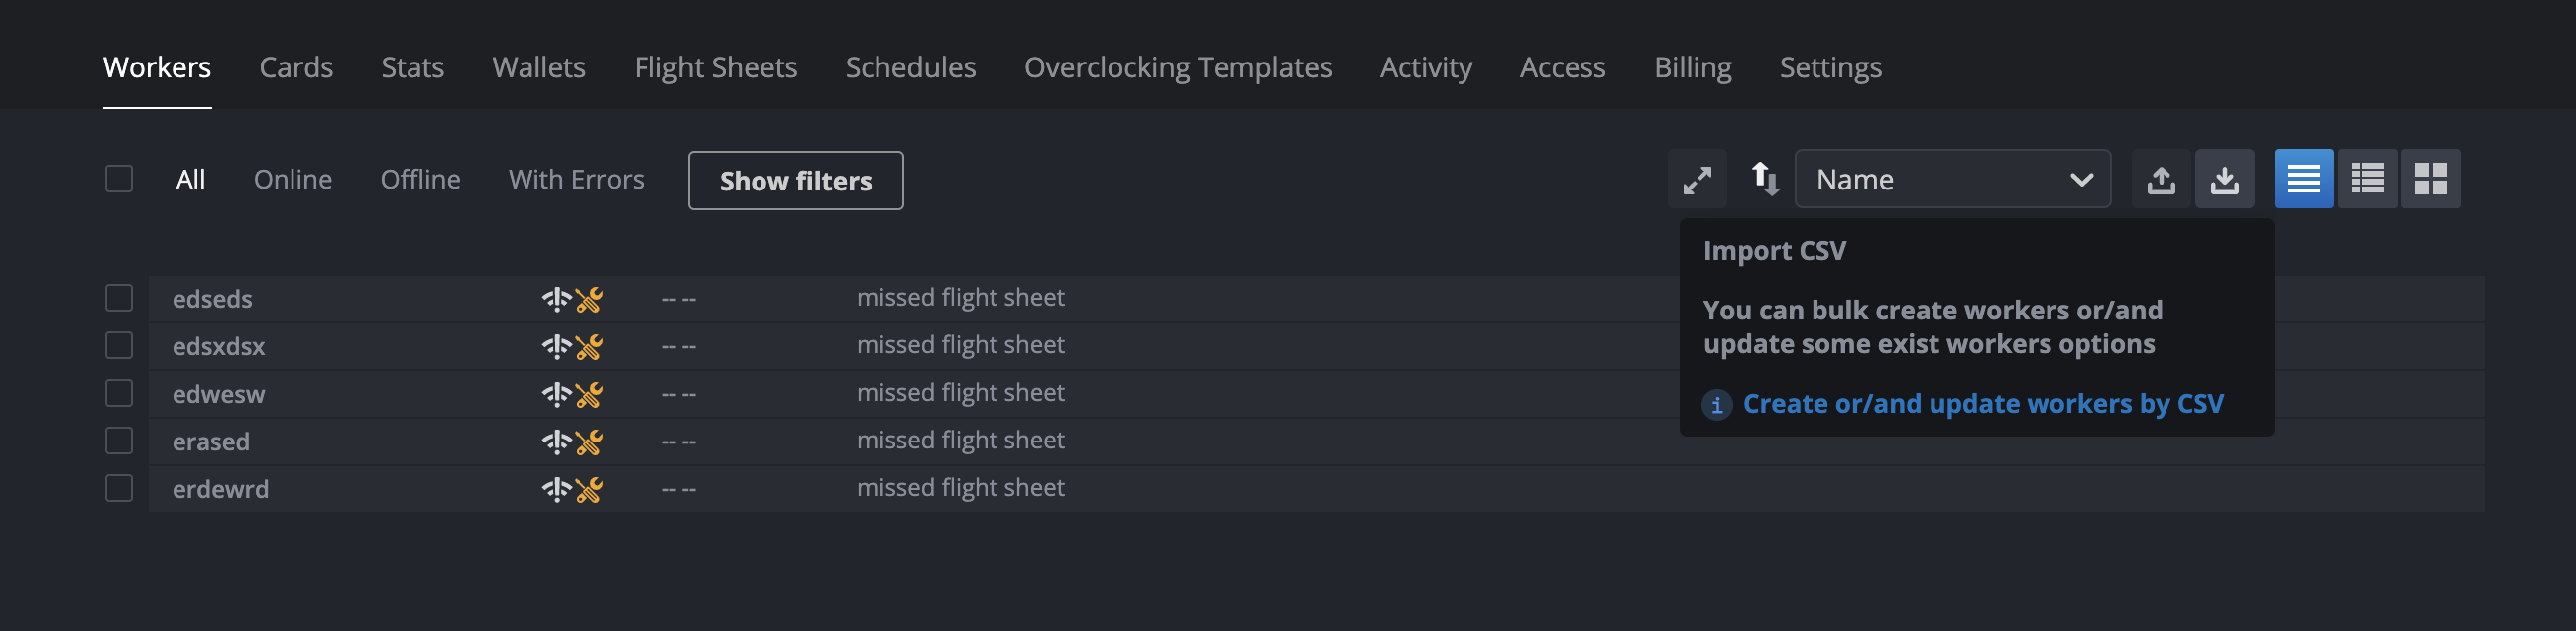 Workers Cards Stats Wallets Flight Sheets Schedules Overclocking Templates Activity Access Billing Settings
All Online Offline With Errors Show filters Name
Import CSV
You can bulk create workers or/and
update some exist workers options
i Create or/and update workers by CSV
edseds -- -- missed flight sheet
edsxdsx -- -- missed flight sheet
edwesw -- -- missed flight sheet
erased -- -- missed flight sheet
erdewrd -- -- missed flight sheet